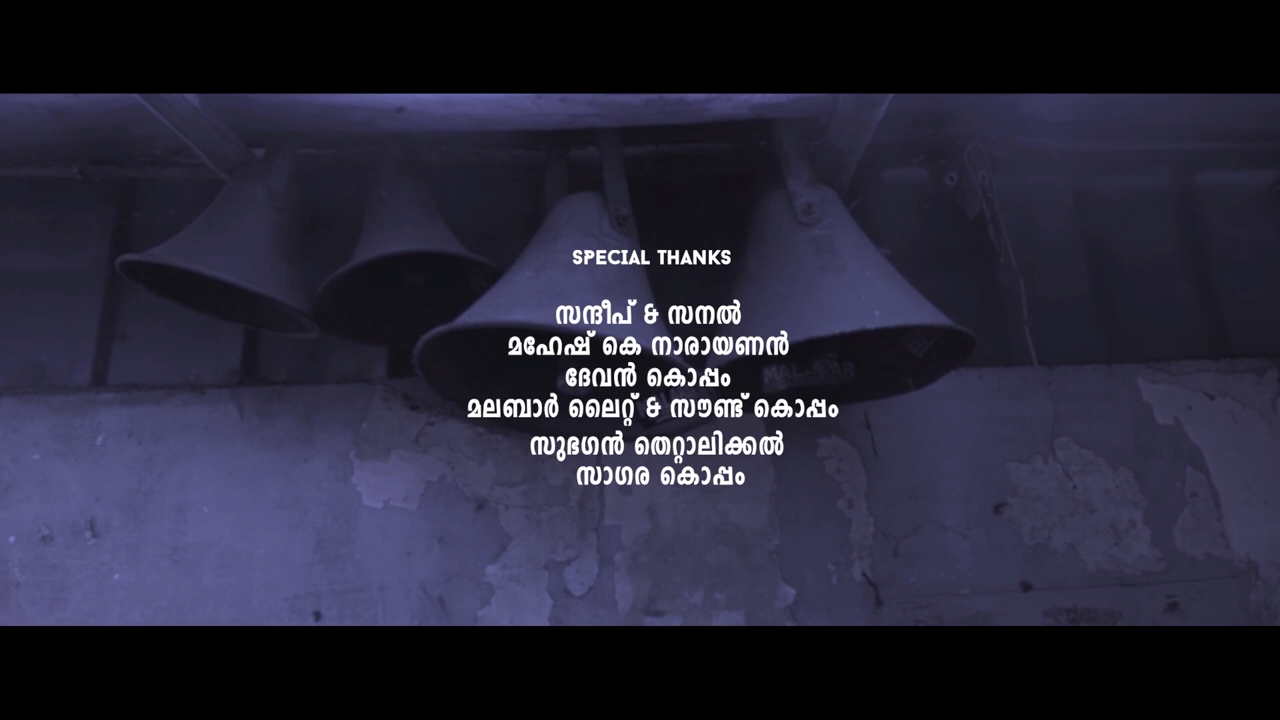 SPECIAL THANKS
സന്ദീപ് & സനൽ
മഹേഷ് കെ നാരായണൻ
ദേവൻ കൊപ്പം
മലബാർ ലൈറ്റ് & സൗണ്ട് കൊപ്പം
സുഭഗൻ തെറ്റാലിക്കൽ
സാഗര കൊപ്പം